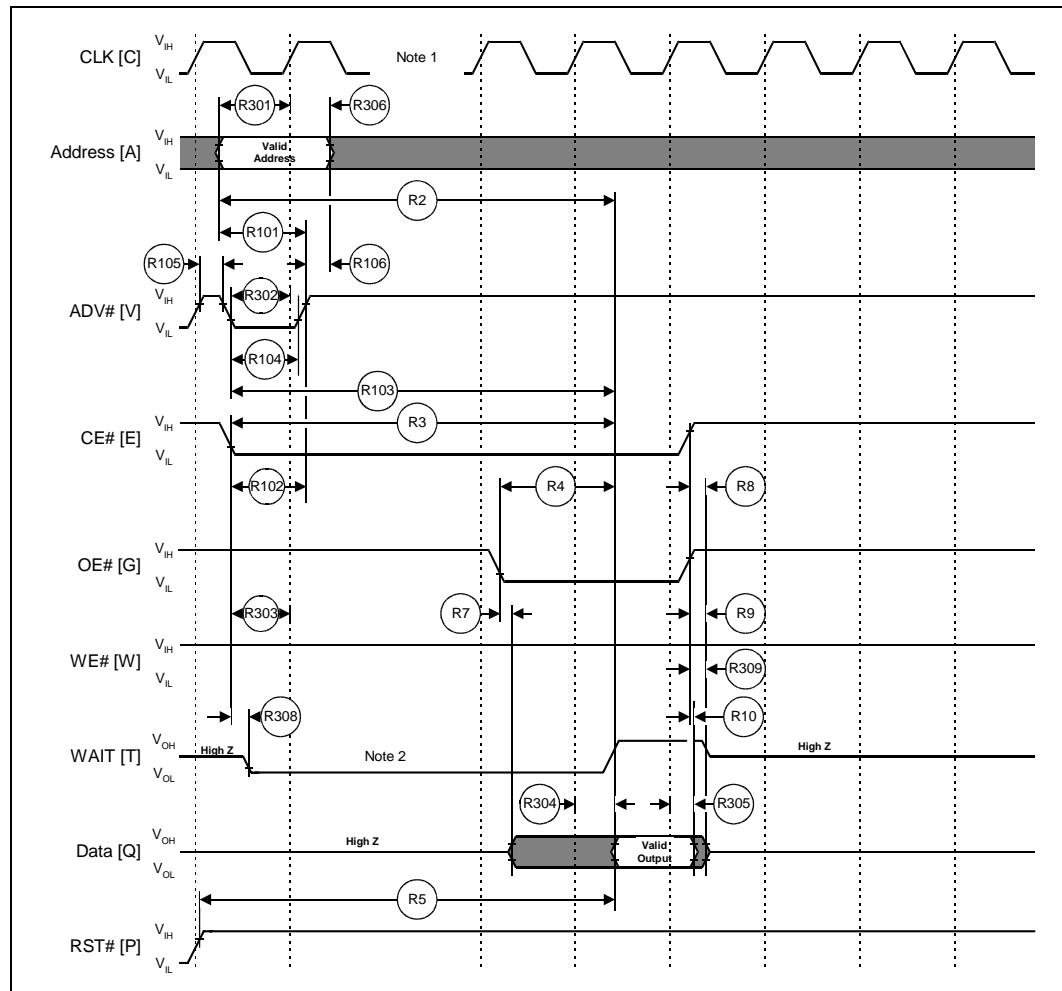 V_IH
CLK [C]
Note 1
V_IL
R301
R306
V_IH
Address [A]
Valid
Address
V_IL
R2
R101
R105
R106
V_IH
R302
ADV# [V]
V_IL
R104
R103
V_IH
R3
CE# [E]
V_IL
R102
R4
R8
V_IH
OE# [G]
V_IL
R303
R7
R9
V_IH
WE# [W]
V_IL
R309
R308
R10
V_OH
WAIT [T]
High Z
Note 2
High Z
V_OL
R304
R305
V_OH
Data [Q]
High Z
Valid
Output
V_OL
R5
V_IH
RST# [P]
V_IL